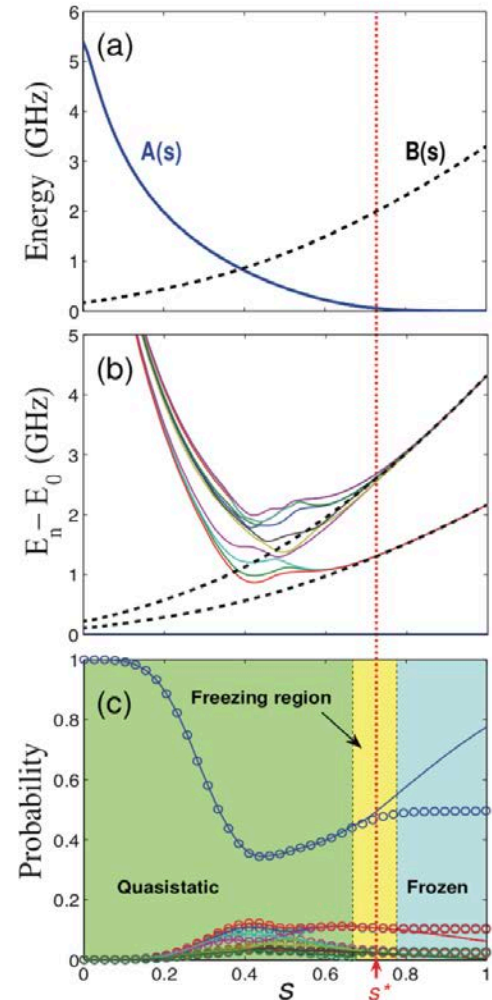 6
(a)
5
4
A(s)
B(s)
3
2
1
0
Energy (GHz)
5
(b)
4
3
2
1
0
E_n − E_0 (GHz)
1
(c)
Freezing region
0.8
0.6
0.4
0.2
Quasistatic
Frozen
0
Probability
0 0.2 0.4 0.6 0.8 1
s s*